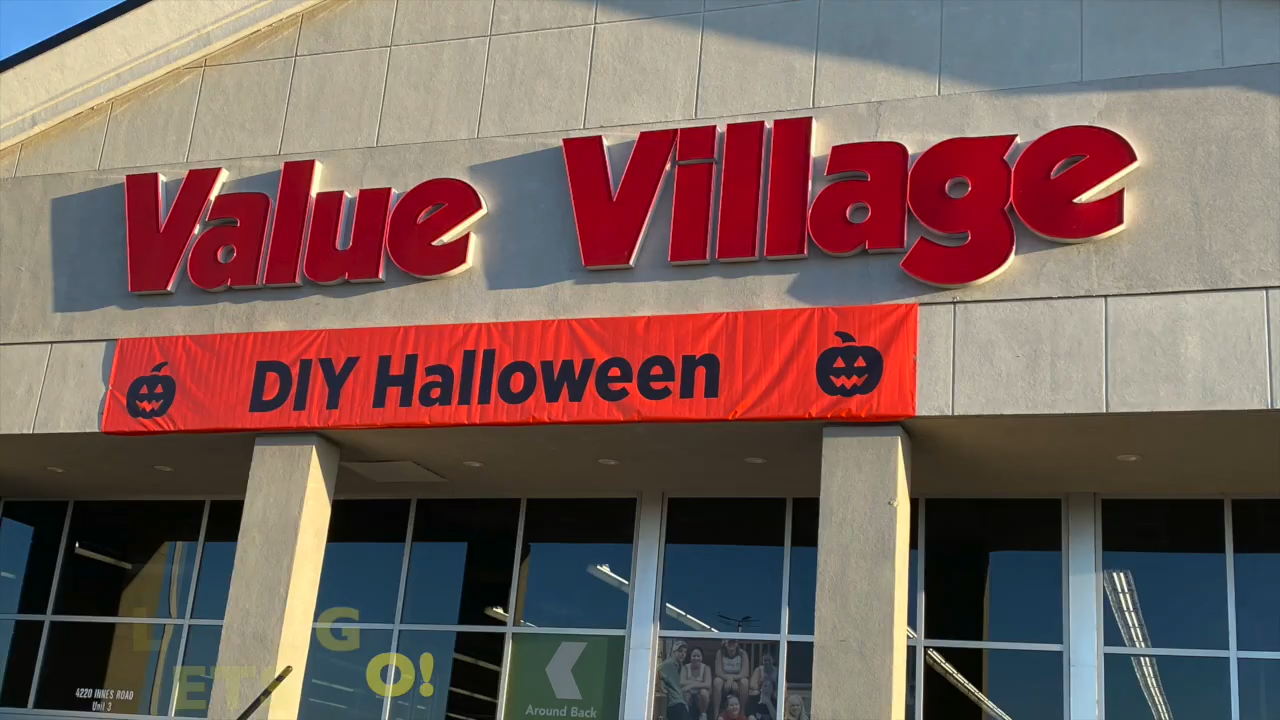 Value Village
DIY Halloween
4220 INNES ROAD
Unit 3
Around Back
G
O!